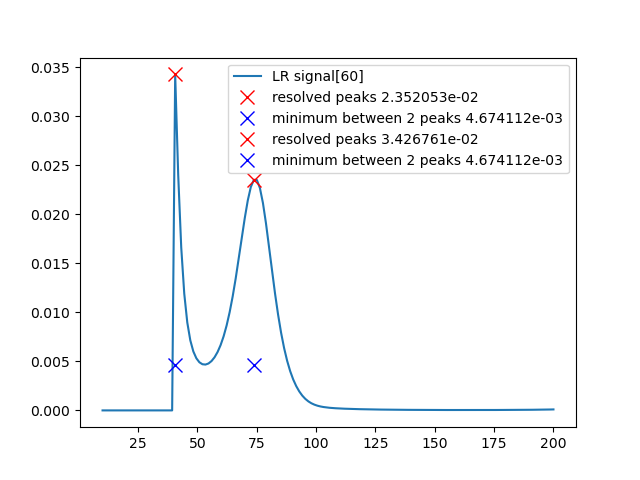 0.035
0.030
0.025
0.020
0.015
0.010
0.005
0.000
LR signal[60]
resolved peaks 2.352053e-02
minimum between 2 peaks 4.674112e-03
resolved peaks 3.426761e-02
minimum between 2 peaks 4.674112e-03
25 50 75 100 125 150 175 200